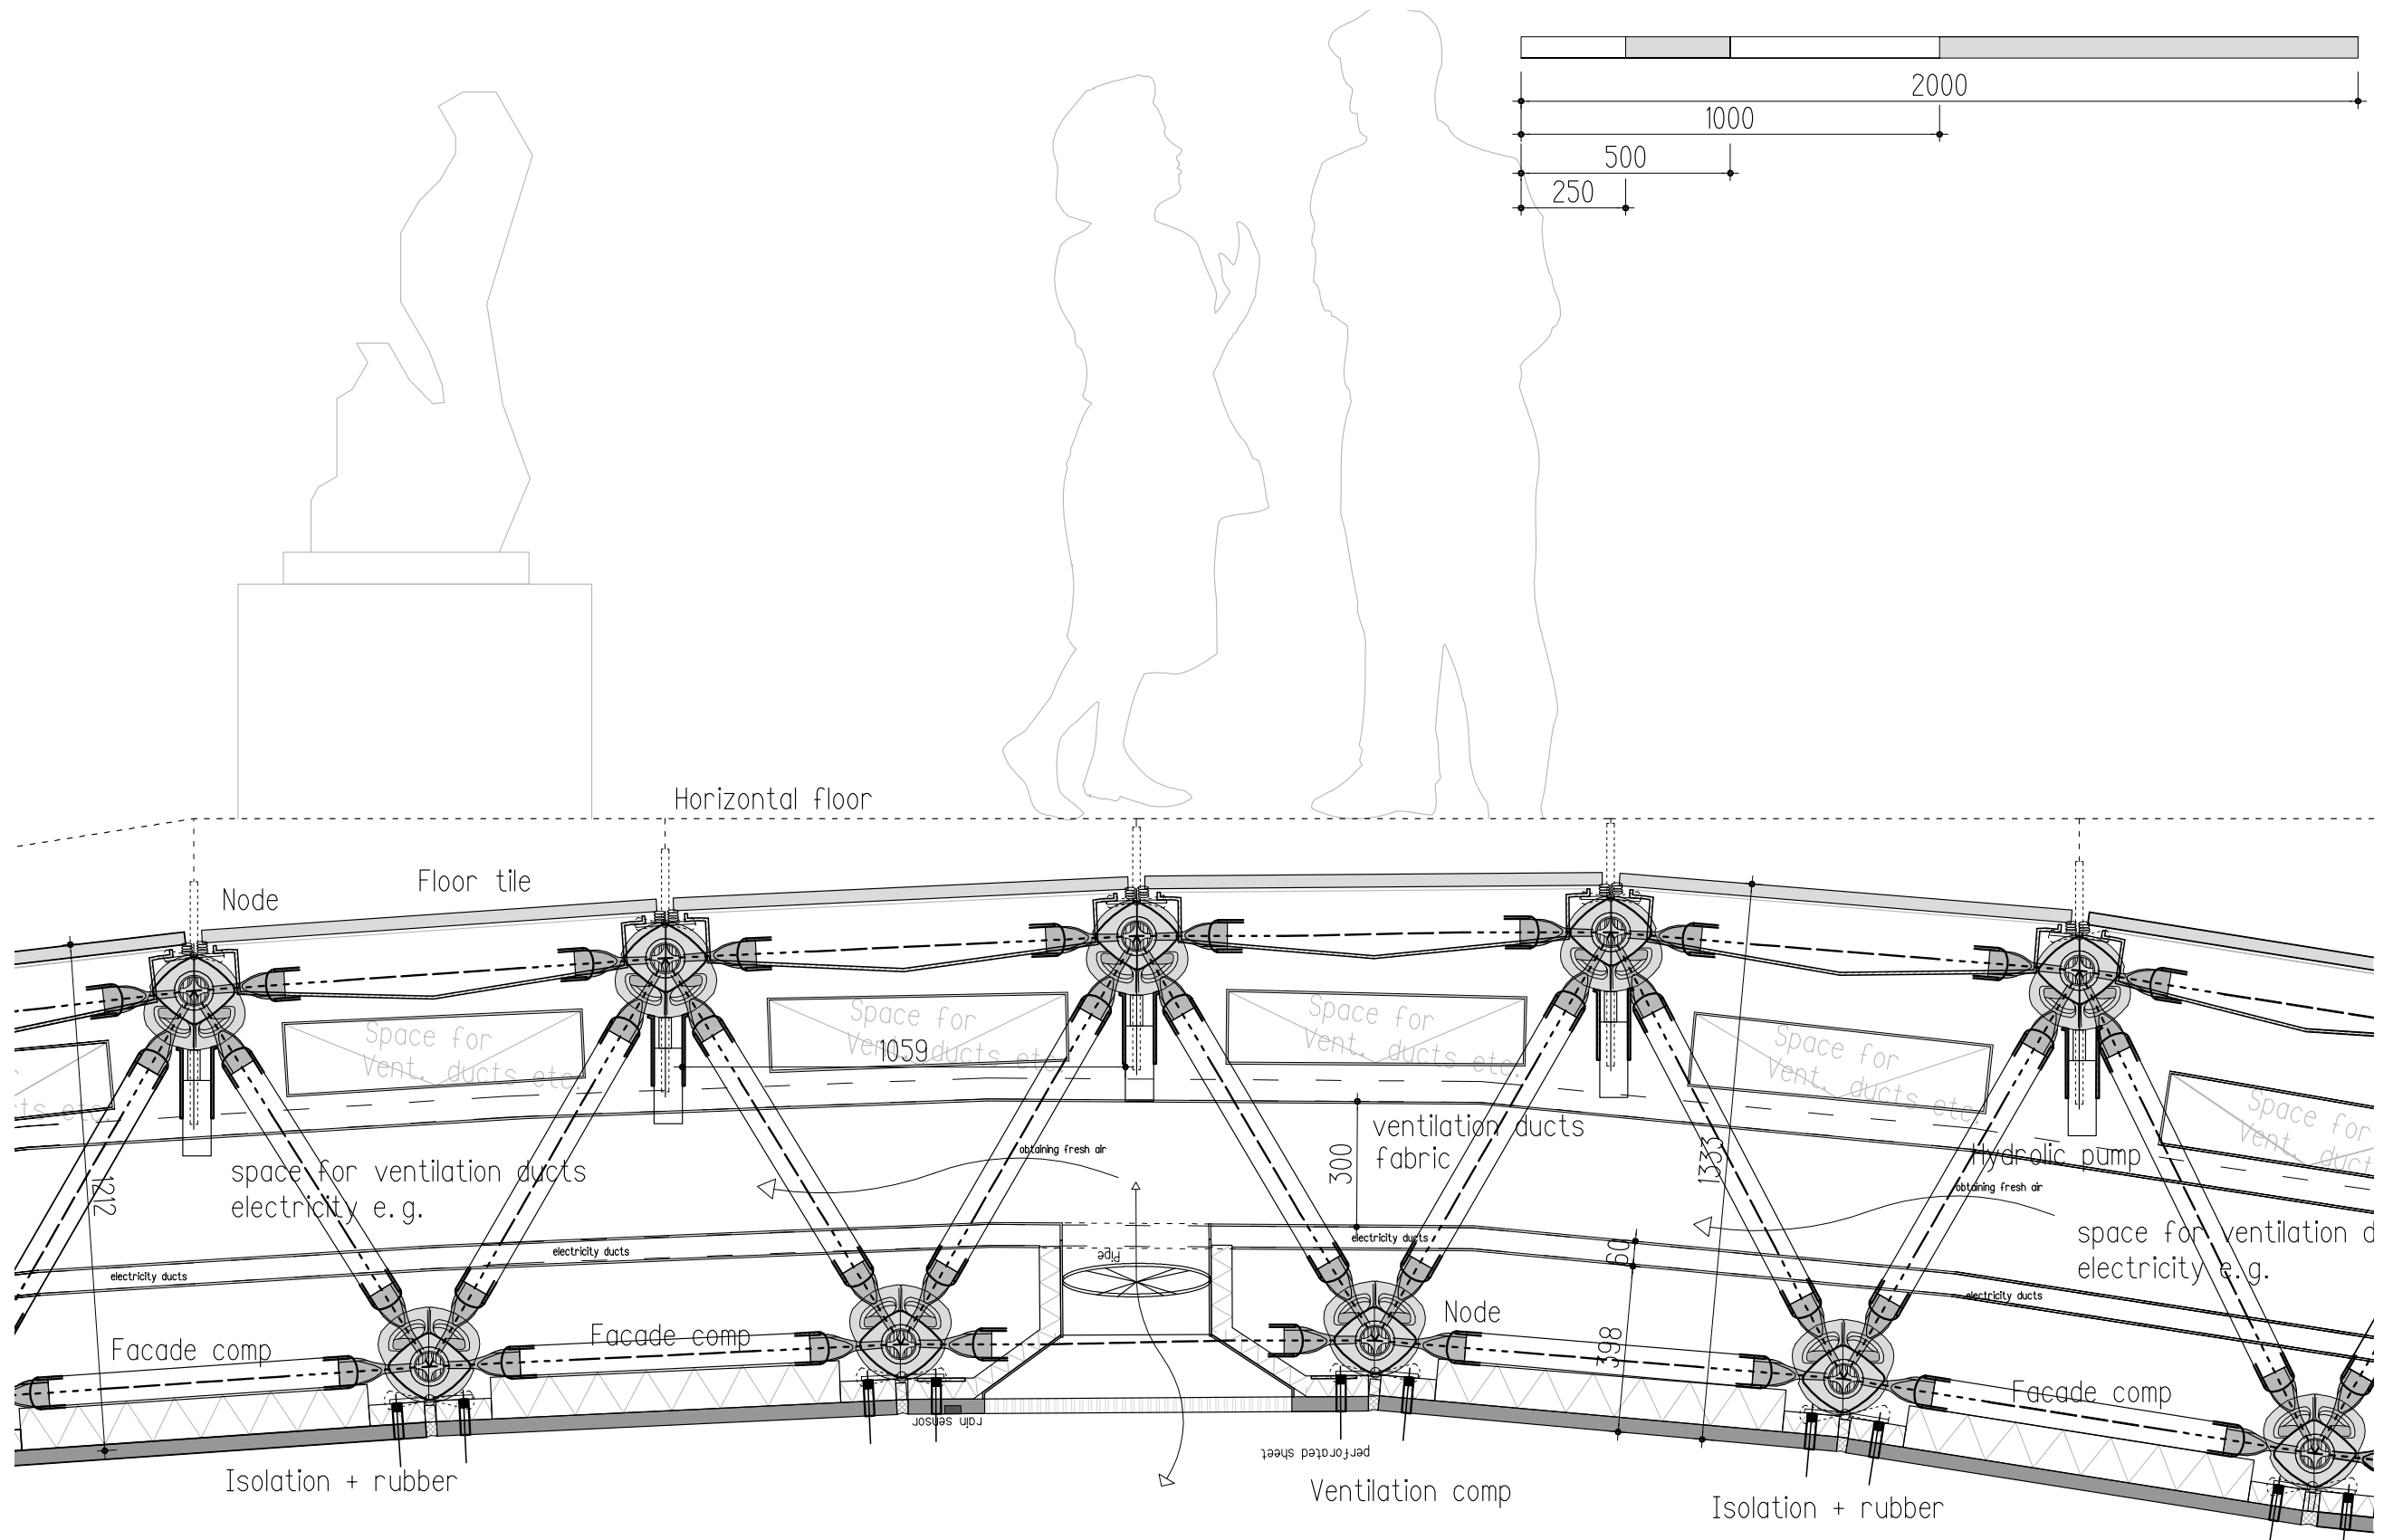 2000
1000
500
250
Horizontal floor
Floor tile
Node
Space for
Vent. ducts etc.
Space for
Vent. ducts etc.
1059
Space for
Vent. ducts etc.
Space for
Vent. ducts etc.
Space for
Vent. duct
ts etc.
ventilation ducts
fabric
obtaining fresh air
300
1333
Hydrolic pump
obtaining fresh air
space for ventilation ducts
electricity e.g.
1212
space for ventilation d
electricity e.g.
electricity ducts
electricity ducts
electricity ducts
electricity ducts
Pipe
60
398
Node
Facade comp
Facade comp
Facade comp
rain sensor
perforated sheet
Isolation + rubber
Ventilation comp
Isolation + rubber